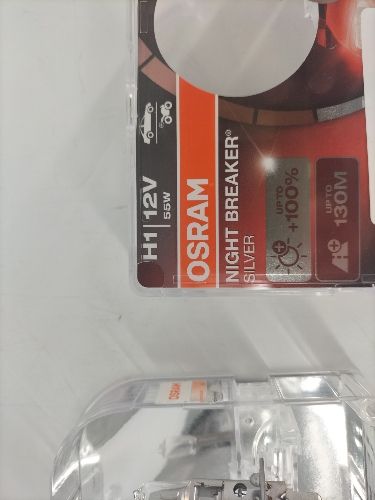 H1 | 12V
55W
OSRAM
NIGHT BREAKER®
SILVER
UP TO
+100%
UP TO
130M
OSRAM